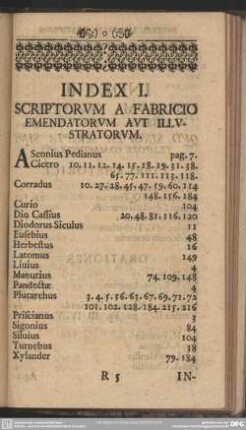 INDEX I.
SCRIPTORVM A FABRICIO
EMENDATORVM AVT ILLV-
STRATORVM.
ASconius Pedianus pag. 7.
Cicero 10. 11. 12. 14. 15. 18. 19. 31. 58.
65. 77. 111. 113. 118.
Corradus 10. 27. 28. 45. 47. 59. 60. 114
148. 156. 184
Curio 104
Dio Cassius 20. 48. 81. 116. 120
Diodorus Siculus 11
Eusebius 48
Herbestus 16
Latomus 149
Liuius 4
Manutius 74. 109. 148
Pandectæ 4
Plutarchus 3. 4. 5. 56. 63. 67. 69. 71. 72
101. 102. 128. 184. 215. 216
Priscianus 3
Sigonius 84
Siluius 104
Turnebus 18
Xylander 79. 184
R 5 IN-